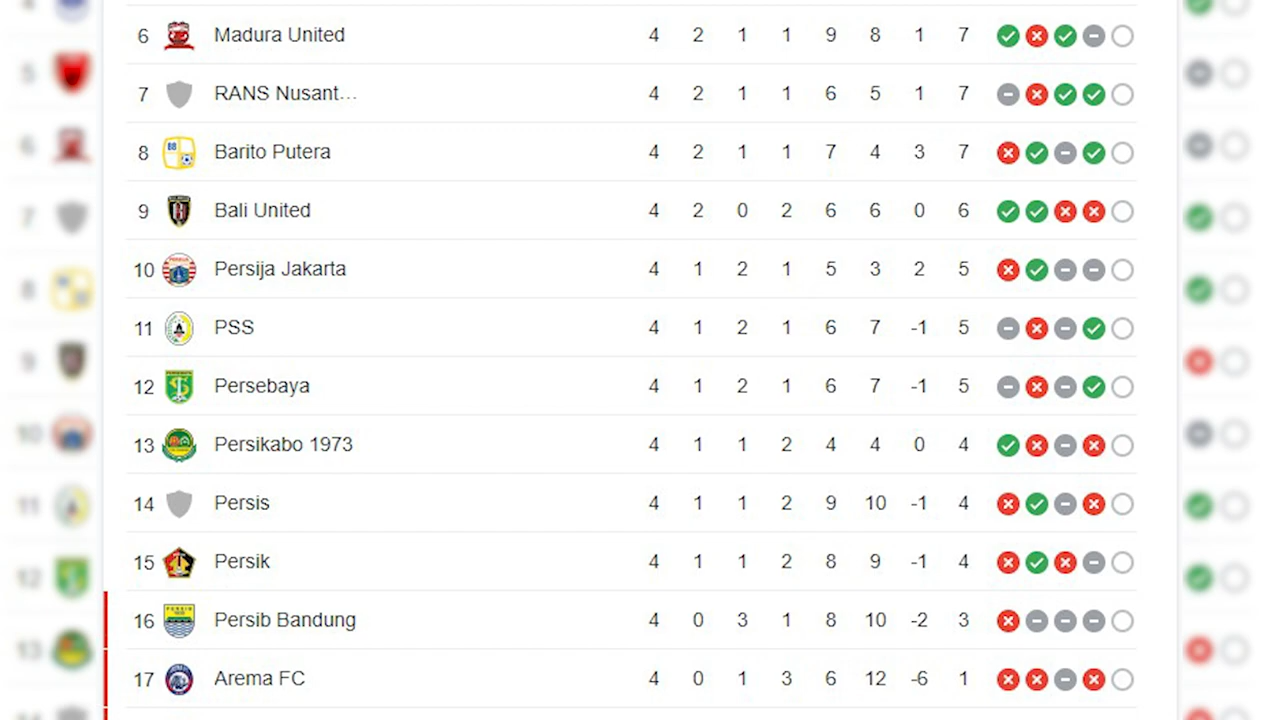 6 Madura United 4 2 1 1 9 8 1 7
7 RANS Nusant... 4 2 1 1 6 5 1 7
8 Barito Putera 4 2 1 1 7 4 3 7
9 Bali United 4 2 0 2 6 6 0 6
10 Persija Jakarta 4 1 2 1 5 3 2 5
11 PSS 4 1 2 1 6 7 -1 5
12 Persebaya 4 1 2 1 6 7 -1 5
13 Persikabo 1973 4 1 1 2 4 4 0 4
14 Persis 4 1 1 2 9 10 -1 4
15 Persik 4 1 1 2 8 9 -1 4
16 Persib Bandung 4 0 3 1 8 10 -2 3
17 Arema FC 4 0 1 3 6 12 -6 1